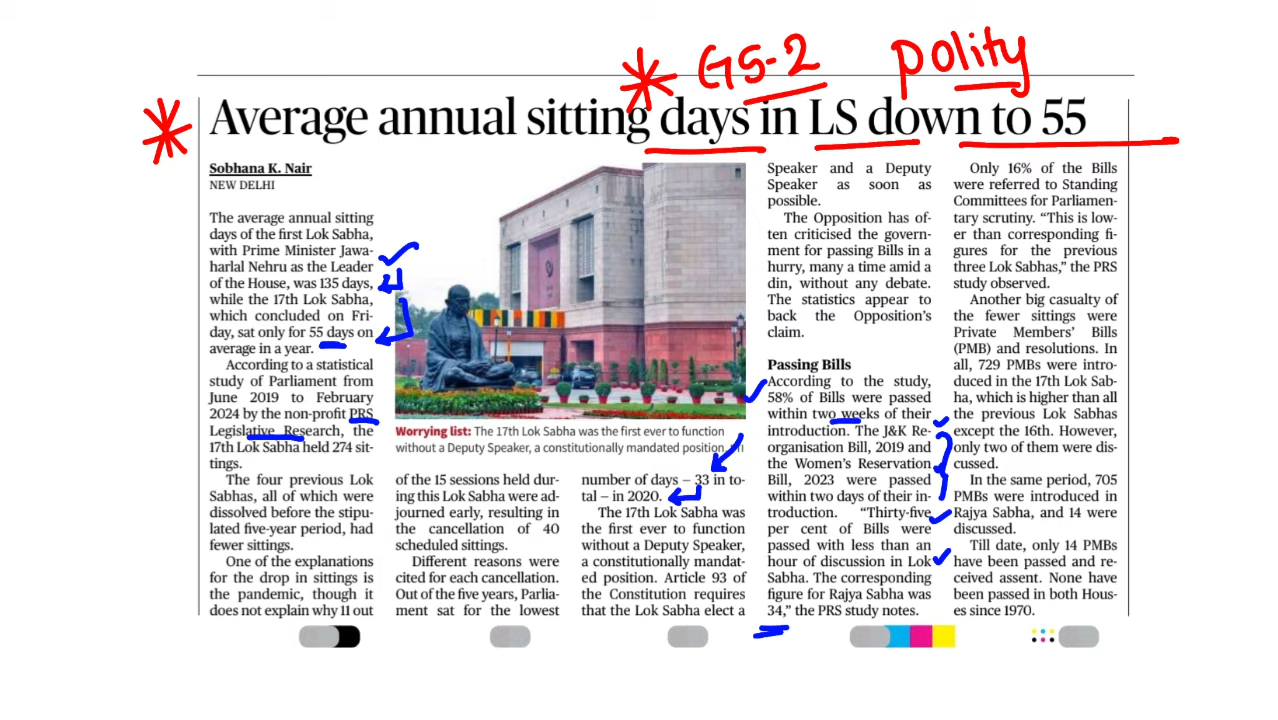 * GS-2 polity
* Average annual sitting days in LS down to 55
Sobhana K. Nair
NEW DELHI
The average annual sitting
days of the first Lok Sabha,
with Prime Minister Jawa-
harlal Nehru as the Leader
of the House, was 135 days,
while the 17th Lok Sabha,
which concluded on Fri-
day, sat only for 55 days on
average in a year.
According to a statistical
study of Parliament from
June 2019 to February
2024 by the non-profit PRS
Legislative Research, the
17th Lok Sabha held 274 sit-
tings.
The four previous Lok
Sabhas, all of which were
dissolved before the stipu-
lated five-year period, had
fewer sittings.
One of the explanations
for the drop in sittings is
the pandemic, though it
does not explain why 11 out
Worrying list: The 17th Lok Sabha was the first ever to function
without a Deputy Speaker, a constitutionally mandated position.
of the 15 sessions held dur-
ing this Lok Sabha were ad-
journed early, resulting in
the cancellation of 40
scheduled sittings.
Different reasons were
cited for each cancellation.
Out of the five years, Parlia-
ment sat for the lowest
number of days – 33 in to-
tal – in 2020.
The 17th Lok Sabha was
the first ever to function
without a Deputy Speaker,
a constitutionally mandat-
ed position. Article 93 of
the Constitution requires
that the Lok Sabha elect a
Speaker and a Deputy
Speaker as soon as
possible.
The Opposition has of-
ten criticised the govern-
ment for passing Bills in a
hurry, many a time amid a
din, without any debate.
The statistics appear to
back the Opposition's
claim.
Passing Bills
According to the study,
58% of Bills were passed
within two weeks of their
introduction. The J&K Re-
organisation Bill, 2019 and
the Women's Reservation
Bill, 2023 were passed
within two days of their in-
troduction. "Thirty-five
per cent of Bills were
passed with less than an
hour of discussion in Lok
Sabha. The corresponding
figure for Rajya Sabha was
34," the PRS study notes.
Only 16% of the Bills
were referred to Standing
Committees for Parliamen-
tary scrutiny. "This is low-
er than corresponding fi-
gures for the previous
three Lok Sabhas," the PRS
study observed.
Another big casualty of
the fewer sittings were
Private Members' Bills
(PMB) and resolutions. In
all, 729 PMBs were intro-
duced in the 17th Lok Sab-
ha, which is higher than all
the previous Lok Sabhas
except the 16th. However,
only two of them were dis-
cussed.
In the same period, 705
PMBs were introduced in
Rajya Sabha, and 14 were
discussed.
Till date, only 14 PMBs
have been passed and re-
ceived assent. None have
been passed in both Hous-
es since 1970.